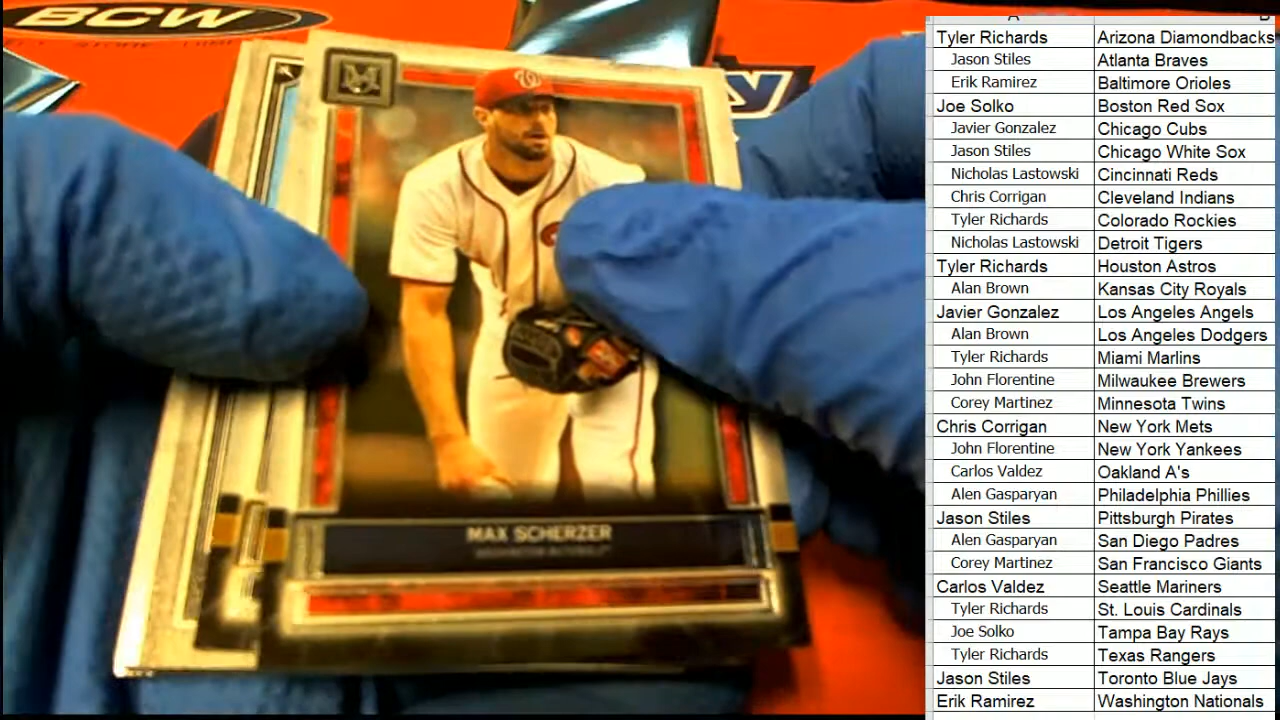 BCW
MAX SCHERZER
A B
Tyler Richards Arizona Diamondbacks
Jason Stiles Atlanta Braves
Erik Ramirez Baltimore Orioles
Joe Solko Boston Red Sox
Javier Gonzalez Chicago Cubs
Jason Stiles Chicago White Sox
Nicholas Lastowski Cincinnati Reds
Chris Corrigan Cleveland Indians
Tyler Richards Colorado Rockies
Nicholas Lastowski Detroit Tigers
Tyler Richards Houston Astros
Alan Brown Kansas City Royals
Javier Gonzalez Los Angeles Angels
Alan Brown Los Angeles Dodgers
Tyler Richards Miami Marlins
John Florentine Milwaukee Brewers
Corey Martinez Minnesota Twins
Chris Corrigan New York Mets
John Florentine New York Yankees
Carlos Valdez Oakland A's
Alen Gasparyan Philadelphia Phillies
Jason Stiles Pittsburgh Pirates
Alen Gasparyan San Diego Padres
Corey Martinez San Francisco Giants
Carlos Valdez Seattle Mariners
Tyler Richards St. Louis Cardinals
Joe Solko Tampa Bay Rays
Tyler Richards Texas Rangers
Jason Stiles Toronto Blue Jays
Erik Ramirez Washington Nationals